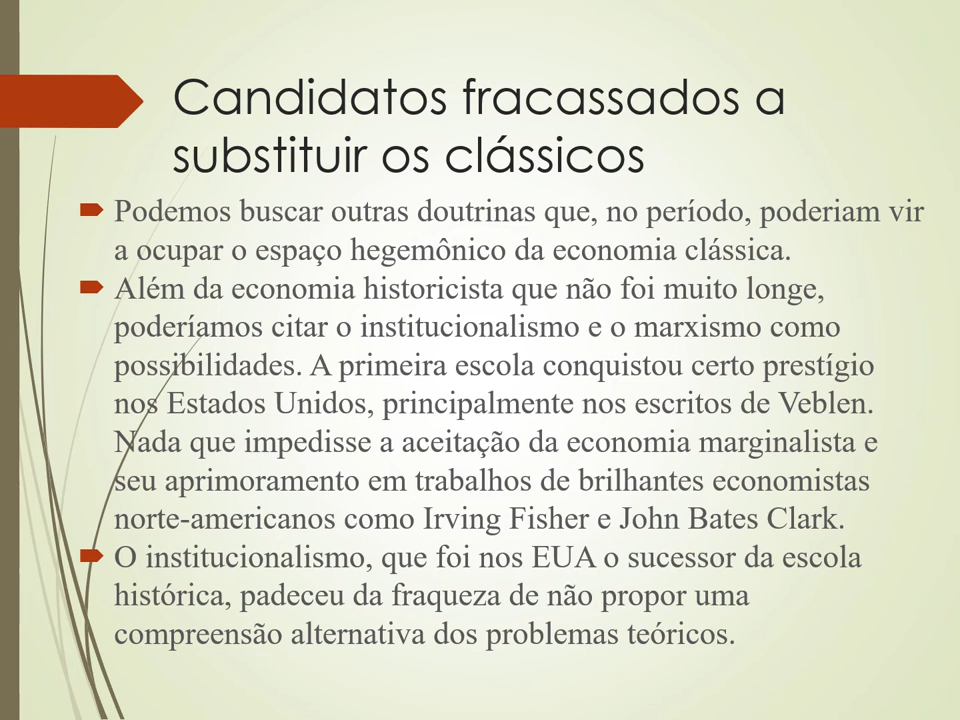 Candidatos fracassados a
substituir os clássicos
Podemos buscar outras doutrinas que, no período, poderiam vir
a ocupar o espaço hegemônico da economia clássica.
Além da economia historicista que não foi muito longe,
poderíamos citar o institucionalismo e o marxismo como
possibilidades. A primeira escola conquistou certo prestígio
nos Estados Unidos, principalmente nos escritos de Veblen.
Nada que impedisse a aceitação da economia marginalista e
seu aprimoramento em trabalhos de brilhantes economistas
norte-americanos como Irving Fisher e John Bates Clark.
O institucionalismo, que foi nos EUA o sucessor da escola
histórica, padeceu da fraqueza de não propor uma
compreensão alternativa dos problemas teóricos.